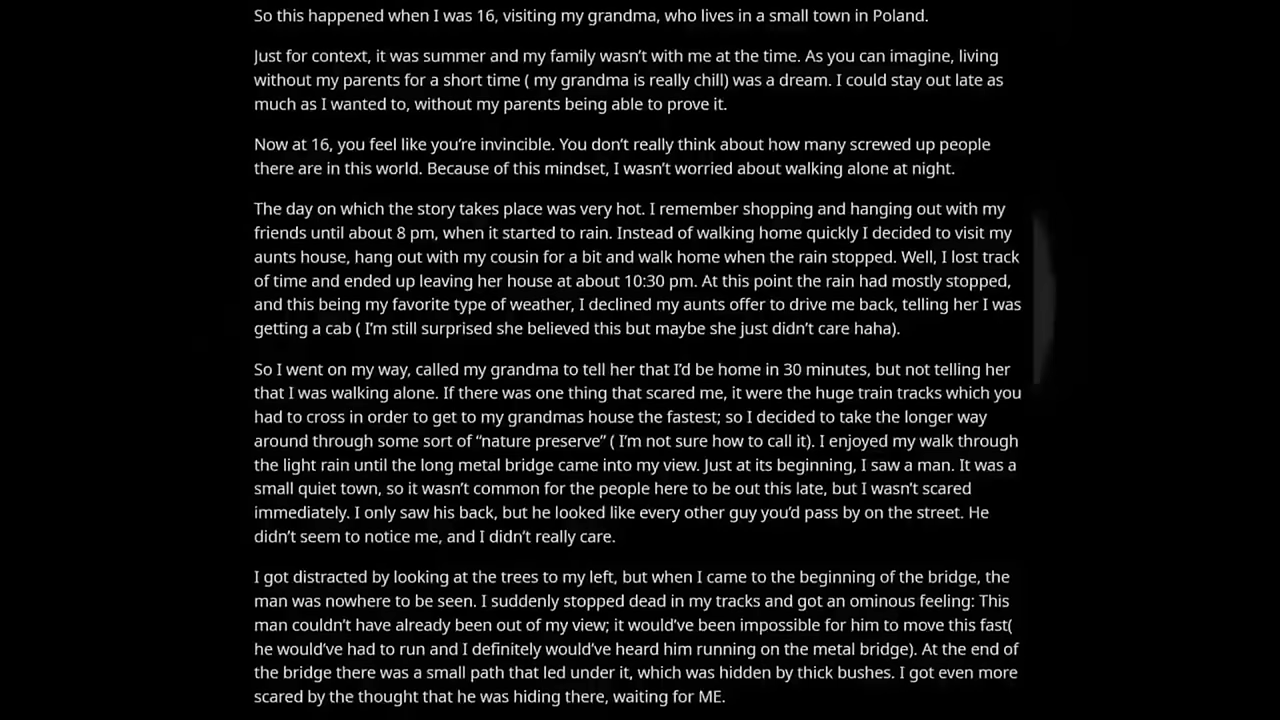 So this happened when I was 16, visiting my grandma, who lives in a small town in Poland.
Just for context, it was summer and my family wasn't with me at the time. As you can imagine, living
without my parents for a short time ( my grandma is really chill) was a dream. I could stay out late as
much as I wanted to, without my parents being able to prove it.
Now at 16, you feel like you're invincible. You don't really think about how many screwed up people
there are in this world. Because of this mindset, I wasn't worried about walking alone at night.
The day on which the story takes place was very hot. I remember shopping and hanging out with my
friends until about 8 pm, when it started to rain. Instead of walking home quickly I decided to visit my
aunts house, hang out with my cousin for a bit and walk home when the rain stopped. Well, I lost track
of time and ended up leaving her house at about 10:30 pm. At this point the rain had mostly stopped,
and this being my favorite type of weather, I declined my aunts offer to drive me back, telling her I was
getting a cab ( I'm still surprised she believed this but maybe she just didn't care haha).
So I went on my way, called my grandma to tell her that I'd be home in 30 minutes, but not telling her
that I was walking alone. If there was one thing that scared me, it were the huge train tracks which you
had to cross in order to get to my grandmas house the fastest; so I decided to take the longer way
around through some sort of “nature preserve” ( I'm not sure how to call it). I enjoyed my walk through
the light rain until the long metal bridge came into my view. Just at its beginning, I saw a man. It was a
small quiet town, so it wasn't common for the people here to be out this late, but I wasn't scared
immediately. I only saw his back, but he looked like every other guy you'd pass by on the street. He
didn't seem to notice me, and I didn't really care.
I got distracted by looking at the trees to my left, but when I came to the beginning of the bridge, the
man was nowhere to be seen. I suddenly stopped dead in my tracks and got an ominous feeling: This
man couldn't have already been out of my view; it would've been impossible for him to move this fast(
he would've had to run and I definitely would've heard him running on the metal bridge). At the end of
the bridge there was a small path that led under it, which was hidden by thick bushes. I got even more
scared by the thought that he was hiding there, waiting for ME.